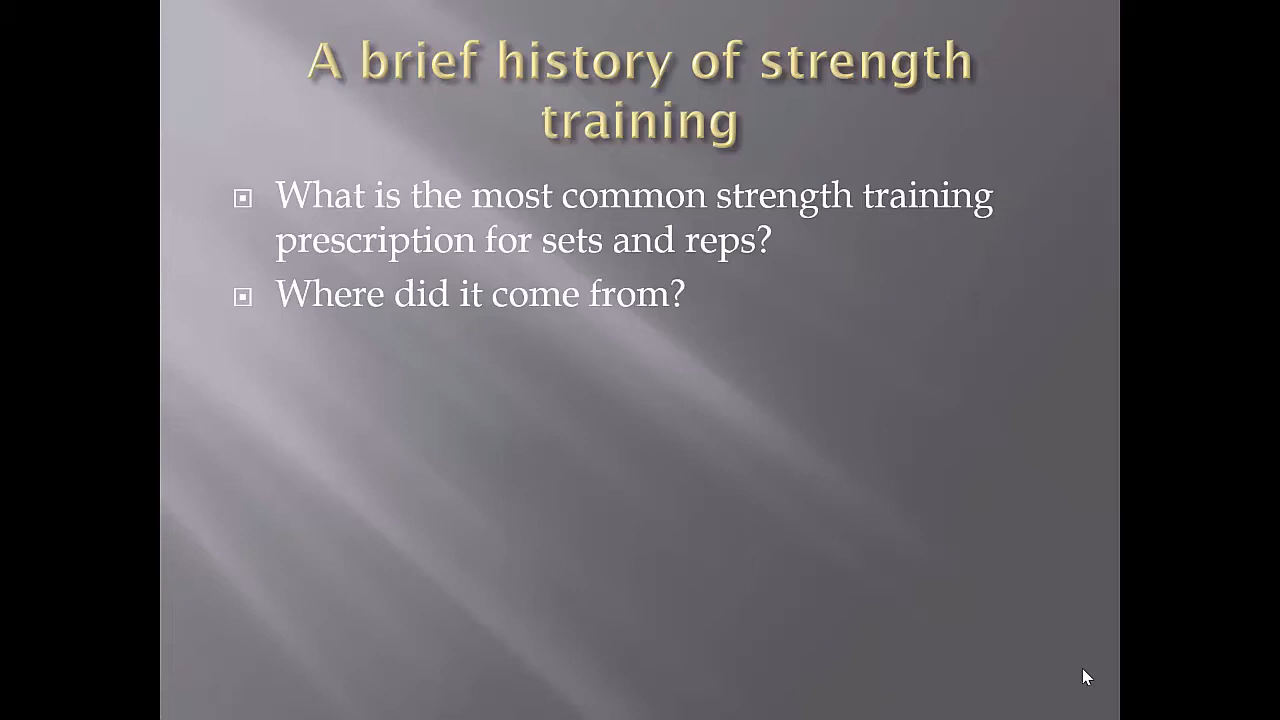 A brief history of strength
training
What is the most common strength training
prescription for sets and reps?
Where did it come from?